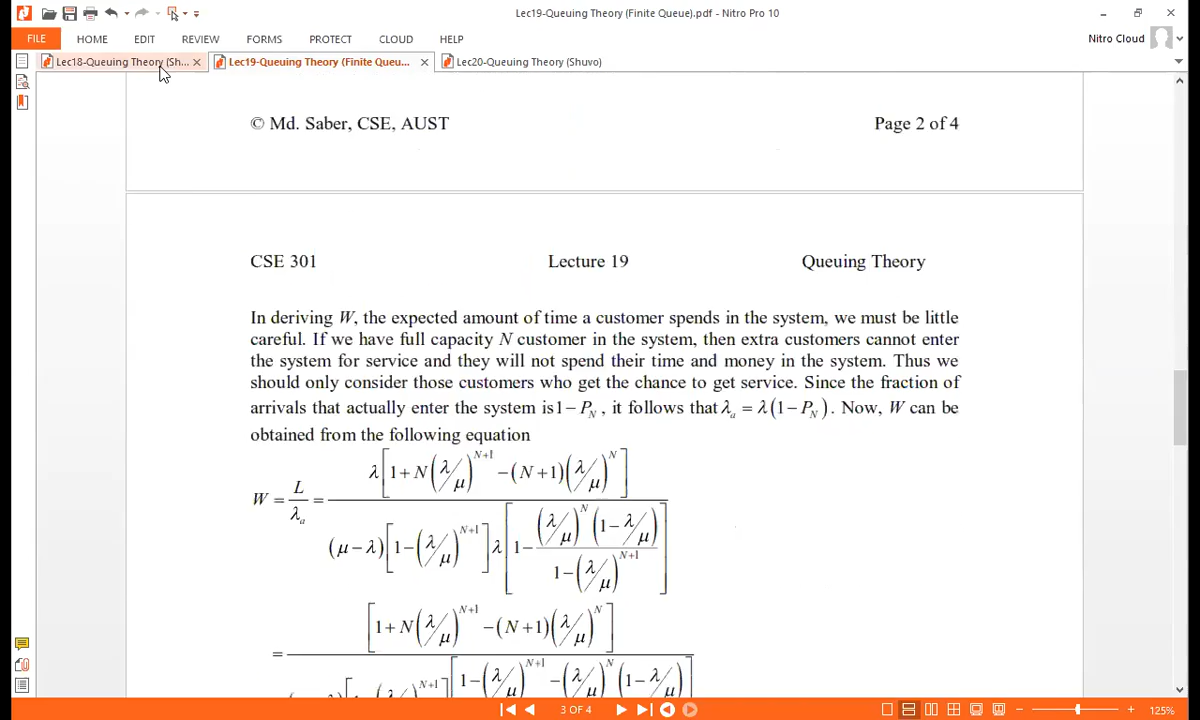 Lec19-Queuing Theory (Finite Queue).pdf - Nitro Pro 10
FILE HOME EDIT REVIEW FORMS PROTECT CLOUD HELP Nitro Cloud
Lec18-Queuing Theory (Sh... Lec19-Queuing Theory (Finite Queu... Lec20-Queuing Theory (Shuvo)
© Md. Saber, CSE, AUST Page 2 of 4
CSE 301 Lecture 19 Queuing Theory
In deriving W, the expected amount of time a customer spends in the system, we must be little
careful. If we have full capacity N customer in the system, then extra customers cannot enter
the system for service and they will not spend their time and money in the system. Thus we
should only consider those customers who get the chance to get service. Since the fraction of
arrivals that actually enter the system is 1 − P_N, it follows that λ_a = λ(1 − P_N). Now, W can be
obtained from the following equation
W = L/λ_a = λ[1 + N(λ/μ)^{N+1} − (N+1)(λ/μ)^N] / (μ − λ)[1 − (λ/μ)^{N+1}] λ[1 − (λ/μ)^N (1 − λ/μ) / 1 − (λ/μ)^{N+1}]
= [1 + N(λ/μ)^{N+1} − (N+1)(λ/μ)^N]
[1 − (λ/μ)^{N+1} − (λ/μ)^N (1 − λ/μ)]
3 OF 4 125%